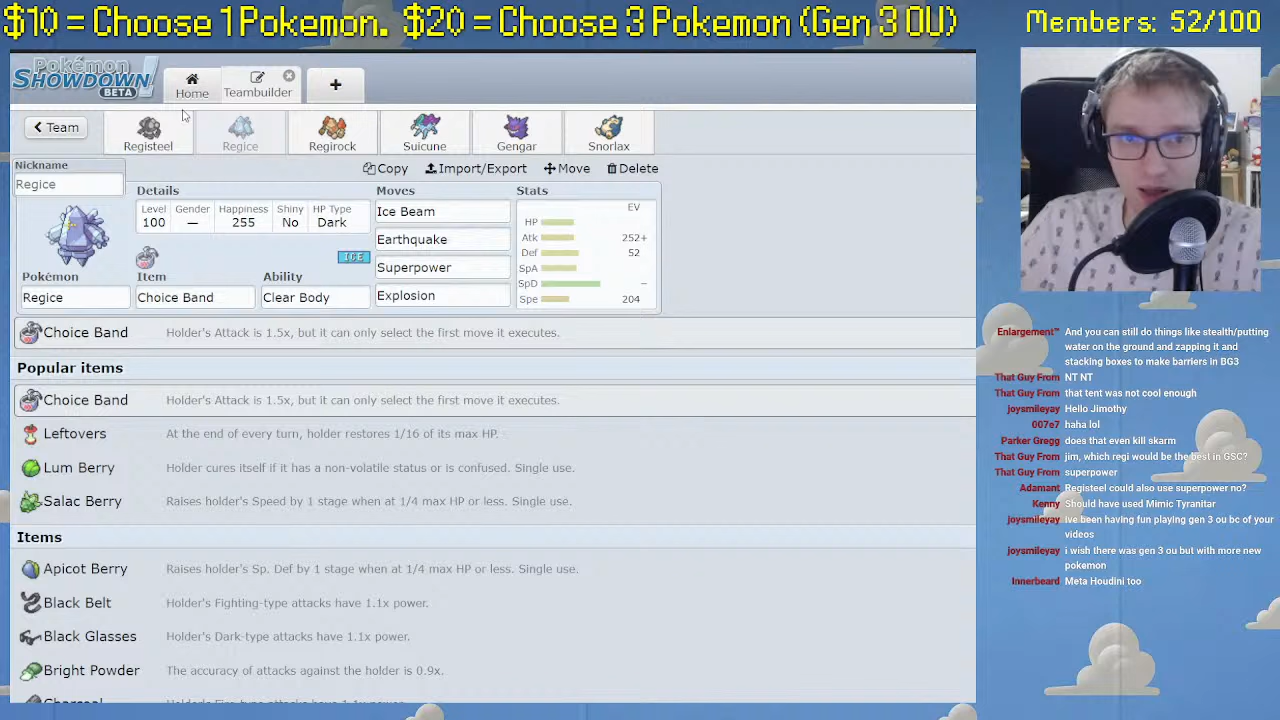 $10 = Choose 1 Pokemon. $20 = Choose 3 Pokemon (Gen 3 OU)
Members: 52/100
Pokémon
SHOWDOWN!
BETA
Home
Teambuilder
+
< Team
Registeel
Regice
Regirock
Suicune
Gengar
Snorlax
Nickname
Regice
Copy
Import/Export
Move
Delete
Details
Moves
Stats
Level
Gender
Happiness
Shiny
HP Type
100
—
255
No
Dark
Ice Beam
Earthquake
Superpower
Explosion
EV
HP
Atk 252+
Def 52
SpA
SpD –
Spe 204
ICE
Pokémon
Item
Ability
Regice
Choice Band
Clear Body
Choice Band Holder's Attack is 1.5x, but it can only select the first move it executes.
Popular items
Choice Band Holder's Attack is 1.5x, but it can only select the first move it executes.
Leftovers At the end of every turn, holder restores 1/16 of its max HP.
Lum Berry Holder cures itself if it has a non-volatile status or is confused. Single use.
Salac Berry Raises holder's Speed by 1 stage when at 1/4 max HP or less. Single use.
Items
Apicot Berry Raises holder's Sp. Def by 1 stage when at 1/4 max HP or less. Single use.
Black Belt Holder's Fighting-type attacks have 1.1x power.
Black Glasses Holder's Dark-type attacks have 1.1x power.
Bright Powder The accuracy of attacks against the holder is 0.9x.
Enlargement™ And you can still do things like stealth/putting
water on the ground and zapping it and
stacking boxes to make barriers in BG3
That Guy From NT NT
That Guy From that tent was not cool enough
joysmileyay Hello Jimothy
007e7 haha lol
Parker Gregg does that even kill skarm
That Guy From jim, which regi would be the best in GSC?
That Guy From superpower
Adamant Registeel could also use superpower no?
Kenny Should have used Mimic Tyranitar
joysmileyay ive been having fun playing gen 3 ou bc of your
videos
joysmileyay i wish there was gen 3 ou but with more new
pokemon
Innerbeard Meta Houdini too